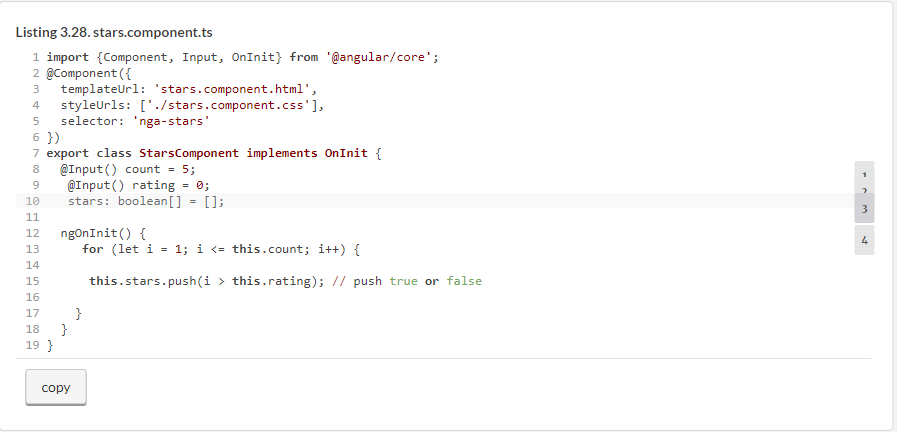 Listing 3.28. stars.component.ts
1 import {Component, Input, OnInit} from '@angular/core';
2 @Component({
3   templateUrl: 'stars.component.html',
4   styleUrls: ['./stars.component.css'],
5   selector: 'nga-stars'
6 })
7 export class StarsComponent implements OnInit {
8   @Input() count = 5;
9    @Input() rating = 0;
10    stars: boolean[] = [];
11
12   ngOnInit() {
13      for (let i = 1; i <= this.count; i++) {
14
15       this.stars.push(i > this.rating); // push true or false
16
17     }
18   }
19 }
1
2
3
4
copy